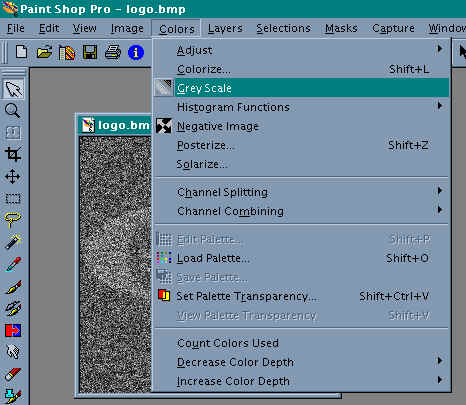 Paint Shop Pro - logo.bmp
File Edit View Image Colors Layers Selections Masks Capture Window
Adjust
Colorize... Shift+L
Grey Scale
Histogram Functions
logo.bmp
Negative Image
Posterize... Shift+Z
Solarize...
Channel Splitting
Channel Combining
Edit Palette... Shift+P
Load Palette... Shift+O
Save Palette...
Set Palette Transparency... Shift+Ctrl+V
View Palette Transparency Shift+V
Count Colors Used
Decrease Color Depth
Increase Color Depth